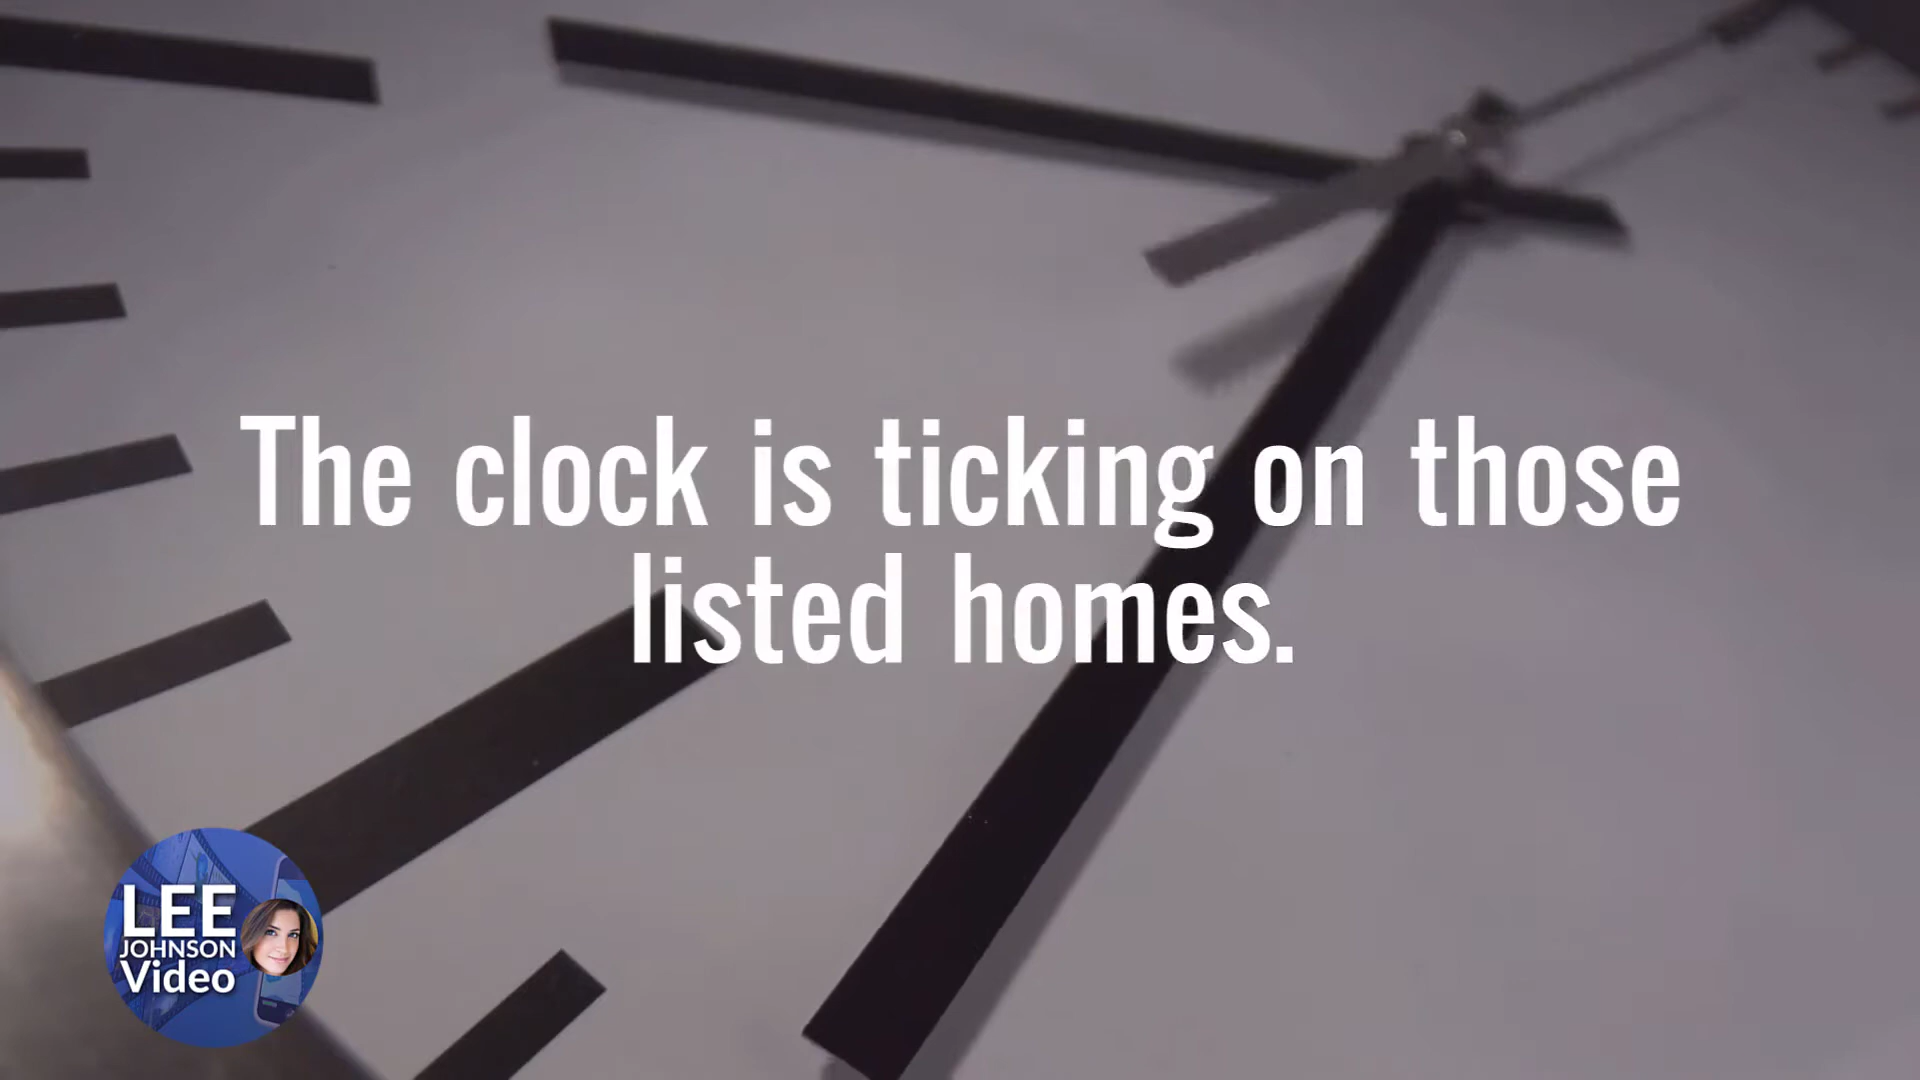 The clock is ticking on those
listed homes.
LEE
JOHNSON
Video